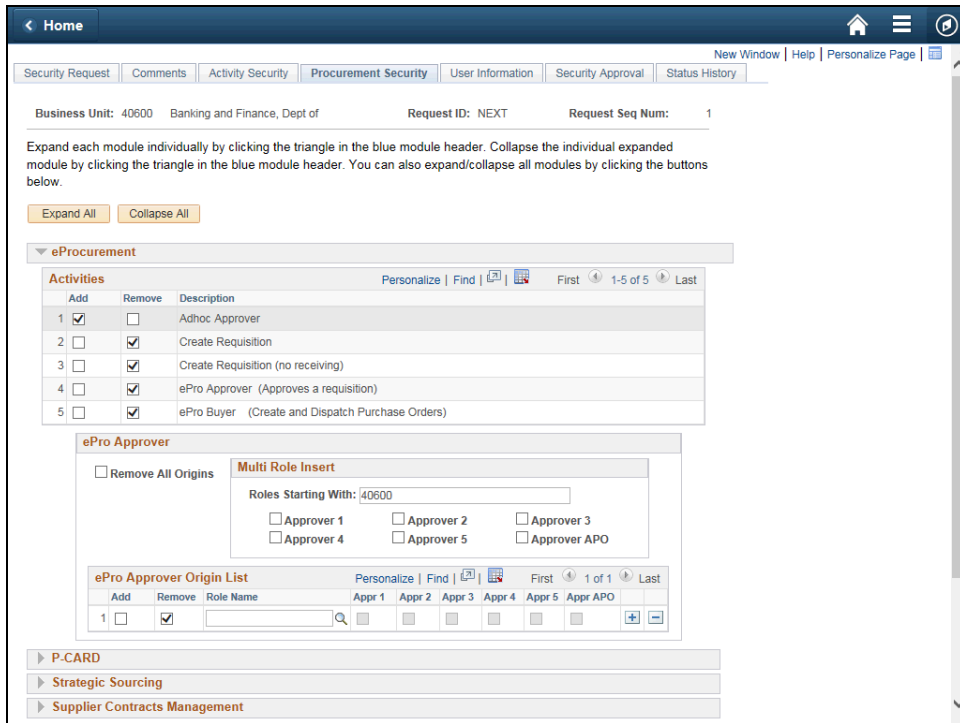 Home
New Window | Help | Personalize Page |
Security Request Comments Activity Security Procurement Security User Information Security Approval Status History
Business Unit: 40600 Banking and Finance, Dept of Request ID: NEXT Request Seq Num: 1
Expand each module individually by clicking the triangle in the blue module header. Collapse the individual expanded
module by clicking the triangle in the blue module header. You can also expand/collapse all modules by clicking the buttons
below.
Expand All Collapse All
eProcurement
Activities Personalize | Find | First 1-5 of 5 Last
Add Remove Description
1 Adhoc Approver
2 Create Requisition
3 Create Requisition (no receiving)
4 ePro Approver (Approves a requisition)
5 ePro Buyer (Create and Dispatch Purchase Orders)
ePro Approver
Remove All Origins Multi Role Insert
Roles Starting With: 40600
Approver 1 Approver 2 Approver 3
Approver 4 Approver 5 Approver APO
ePro Approver Origin List Personalize | Find | First 1 of 1 Last
Add Remove Role Name Appr 1 Appr 2 Appr 3 Appr 4 Appr 5 Appr APO
1
P-CARD
Strategic Sourcing
Supplier Contracts Management